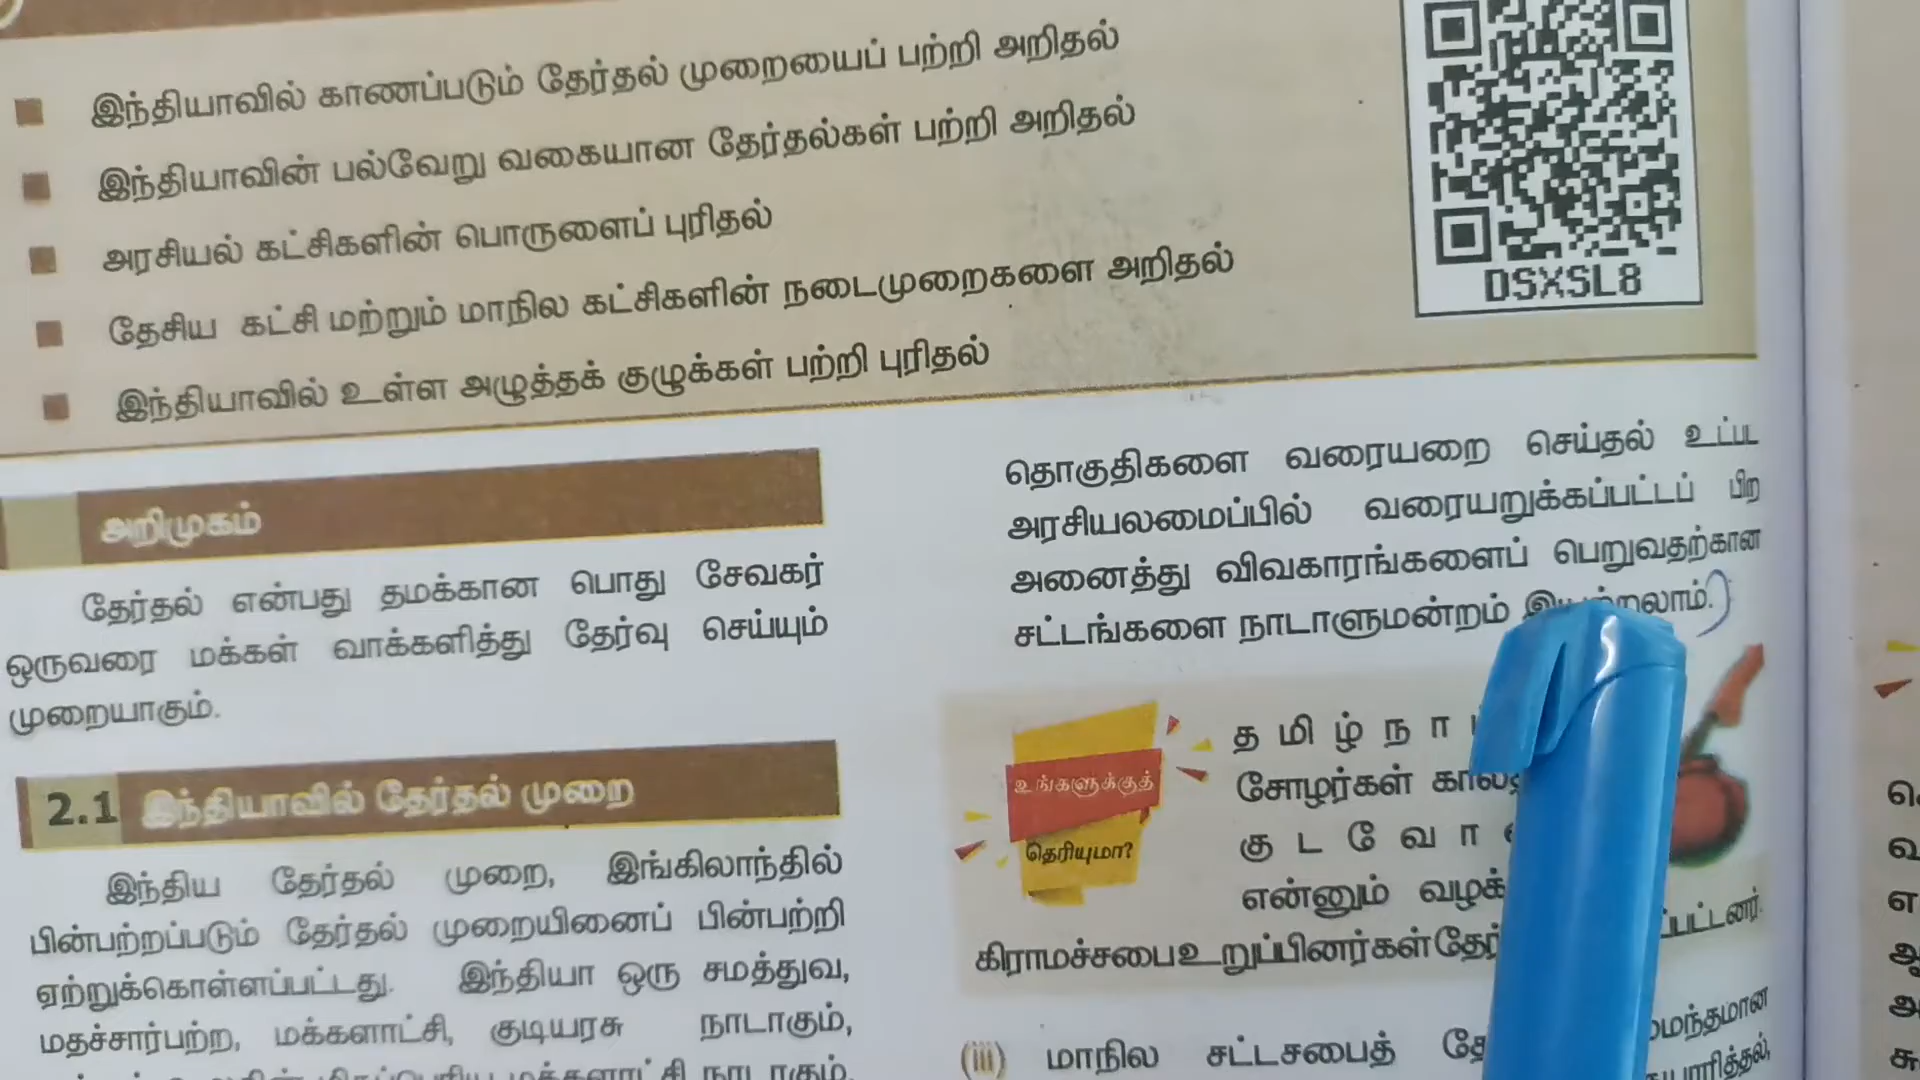 இந்தியாவில் காணப்படும் தேர்தல் முறையைப் பற்றி அறிதல்
இந்தியாவின் பல்வேறு வகையான தேர்தல்கள் பற்றி அறிதல்
அரசியல் கட்சிகளின் பொருளைப் புரிதல்
தேசிய கட்சி மற்றும் மாநில கட்சிகளின் நடைமுறைகளை அறிதல்
இந்தியாவில் உள்ள அழுத்தக் குழுக்கள் பற்றி புரிதல்
DSXSL8
அறிமுகம்
தேர்தல் என்பது தமக்கான பொது சேவகர்
ஒருவரை மக்கள் வாக்களித்து தேர்வு செய்யும்
முறையாகும்.
2.1 இந்தியாவில் தேர்தல் முறை
இந்திய தேர்தல் முறை, இங்கிலாந்தில்
பின்பற்றப்படும் தேர்தல் முறையினைப் பின்பற்றி
ஏற்றுக்கொள்ளப்பட்டது. இந்தியா ஒரு சமத்துவ,
மதச்சார்பற்ற, மக்களாட்சி, குடியரசு நாடாகும்,
மக்களாட்சி நாடாகும்.
தொகுதிகளை வரையறை செய்தல் உட்பட
அரசியலமைப்பில் வரையறுக்கப்பட்டப் பிற
அனைத்து விவகாரங்களைப் பெறுவதற்கான
சட்டங்களை நாடாளுமன்றம் இயற்றலாம்.
உங்களுக்குத்
தெரியுமா?
த மி ழ் நா
சோழர்கள்
கு ட வோ
என்னும்
கிராமச்சபை உறுப்பினர்கள்
(iii) மாநில சட்டசபைத்